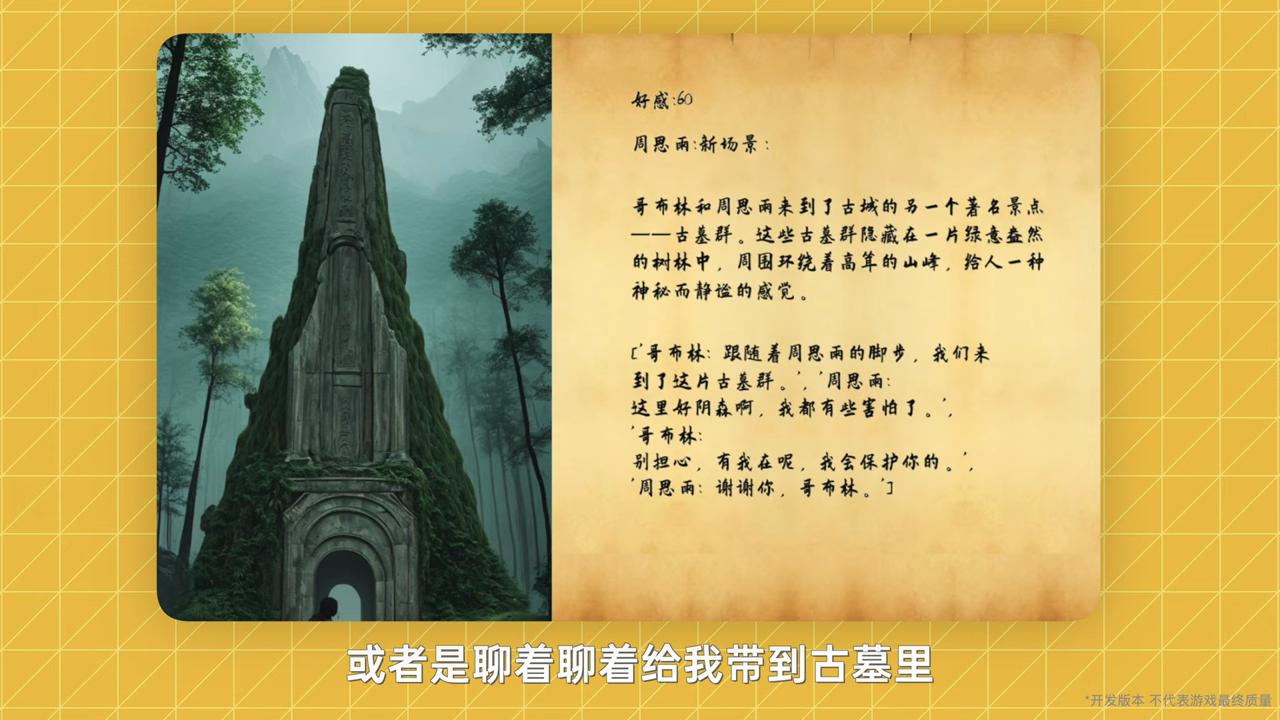 好感:60
周思雨:新场景:
哥布林和周思雨来到了古城的另一个著名景点
——古墓群。这些古墓群隐藏在一片绿意盎然
的树林中，周围环绕着高耸的山峰，给人一种
神秘而静谧的感觉。
['哥布林: 跟随着周思雨的脚步，我们来
到了这片古墓群。', '周思雨:
这里好阴森啊，我都有些害怕了。',
'哥布林:
别担心，有我在呢，我会保护你的。',
'周思雨: 谢谢你，哥布林。']
或者是聊着聊着给我带到古墓里
*开发版本 不代表游戏最终质量